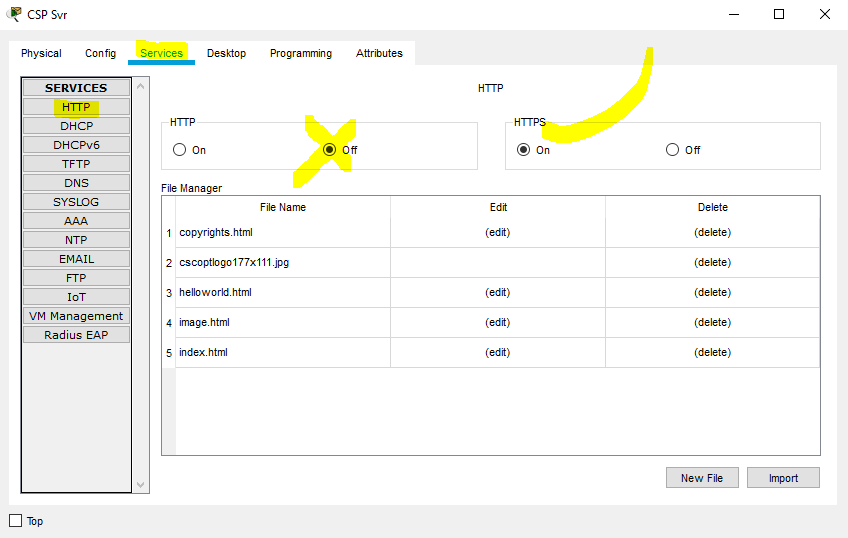 CSP Svr
Physical Config Services Desktop Programming Attributes
SERVICES
HTTP
DHCP
DHCPv6
TFTP
DNS
SYSLOG
AAA
NTP
EMAIL
FTP
IoT
VM Management
Radius EAP
HTTP
HTTP
On Off
HTTPS
On Off
File Manager
File Name Edit Delete
1 copyrights.html (edit) (delete)
2 cscoptlogo177x111.jpg (delete)
3 helloworld.html (edit) (delete)
4 image.html (edit) (delete)
5 index.html (edit) (delete)
New File Import
Top